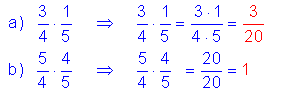 a) 3/4 · 1/5 ⇒ 3/4 · 1/5 = 3 · 1/4 · 5 = 3/20
b) 5/4 · 4/5 ⇒ 5/4 · 4/5 = 20/20 = 1